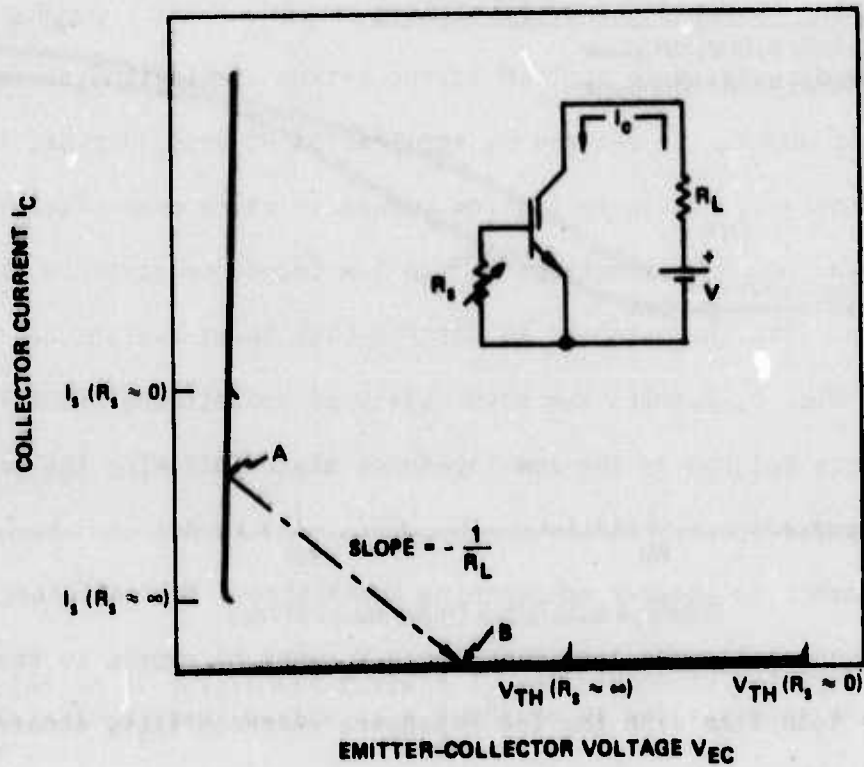 I_C
R_L
R_s
+
V
COLLECTOR CURRENT I_C
I_s (R_s ≈ 0)
A
SLOPE = - 1/R_L
I_s (R_s ≈ ∞)
B
V_TH (R_s ≈ ∞) V_TH (R_s ≈ 0)
EMITTER-COLLECTOR VOLTAGE V_EC